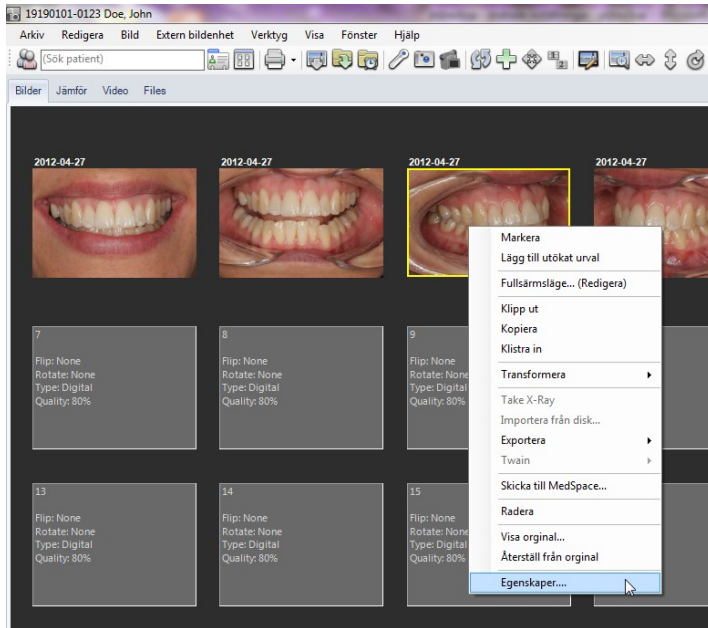 19190101-0123 Doe, John
Arkiv Redigera Bild Extern bildenhet Verktyg Visa Fönster Hjälp
(Sök patient)
Bilder Jämför Video Files
2012-04-27 2012-04-27 2012-04-27 2012-04-27
Markera
Lägg till utökat urval
Fullsärmsläge... (Redigera)
Klipp ut
Kopiera
Klistra in
Transformera
Take X-Ray
Importera från disk...
Exportera
Twain
Skicka till MedSpace...
Radera
Visa orginal...
Återställ från orginal
Egenskaper....
7
Flip: None
Rotate: None
Type: Digital
Quality: 80%
8
Flip: None
Rotate: None
Type: Digital
Quality: 80%
9
Flip: None
Rotate: None
Type: Digital
Quality: 80%
13
Flip: None
Rotate: None
Type: Digital
Quality: 80%
14
Flip: None
Rotate: None
Type: Digital
Quality: 80%
15
Flip: None
Rotate: None
Type: Digital
Quality: 80%